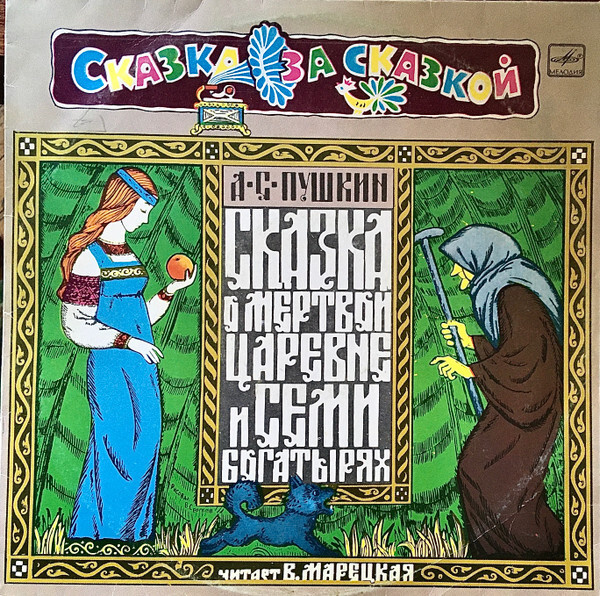 Сказка за сказкой
МЕЛОДИЯ
А·С·ПУШКИН
СКАЗКА
О МЕРТВОЙ
ЦАРЕВНЕ
И СЕМИ
БОГАТЫРЯХ
ЧИТАЕТ В. МАРЕЦКАЯ